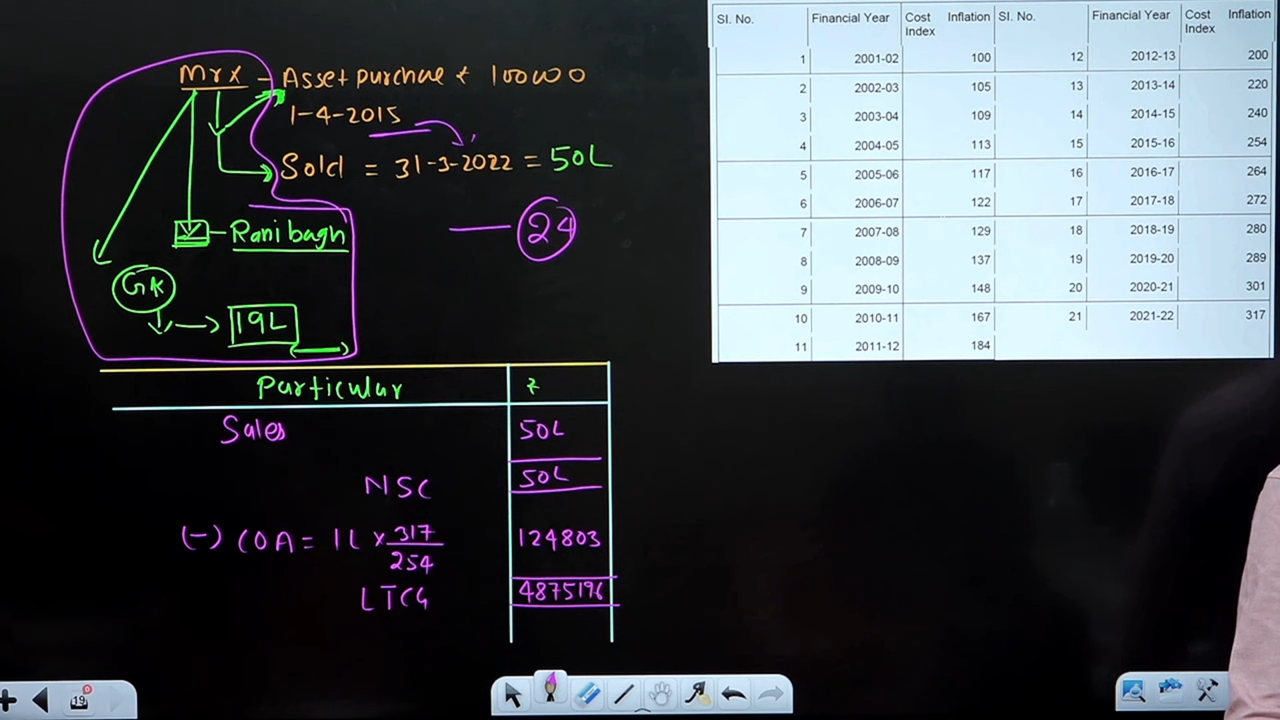 Mr X - Asset purchase ₹ 100000
1-4-2015
Sold = 31-3-2022 = 50L
Rani bagh
24
GK
19L
Particular ₹
Sales 50L
NSC 50L
(-) COA = 1L × 317/254 124803
LTCG 4875196
SI. No. Financial Year Cost Inflation Index SI. No. Financial Year Cost Inflation Index
1 2001-02 100 12 2012-13 200
2 2002-03 105 13 2013-14 220
3 2003-04 109 14 2014-15 240
4 2004-05 113 15 2015-16 254
5 2005-06 117 16 2016-17 264
6 2006-07 122 17 2017-18 272
7 2007-08 129 18 2018-19 280
8 2008-09 137 19 2019-20 289
9 2009-10 148 20 2020-21 301
10 2010-11 167 21 2021-22 317
11 2011-12 184
19